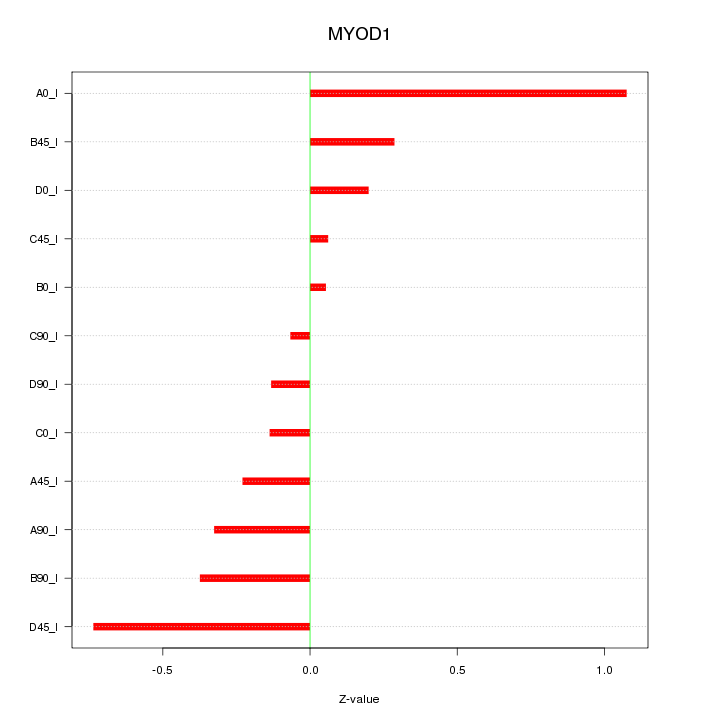 MYOD1
A0_I
B45_I
D0_I
C45_I
B0_I
C90_I
D90_I
C0_I
A45_I
A90_I
B90_I
D45_I
-0.5 0.0 0.5 1.0
Z-value